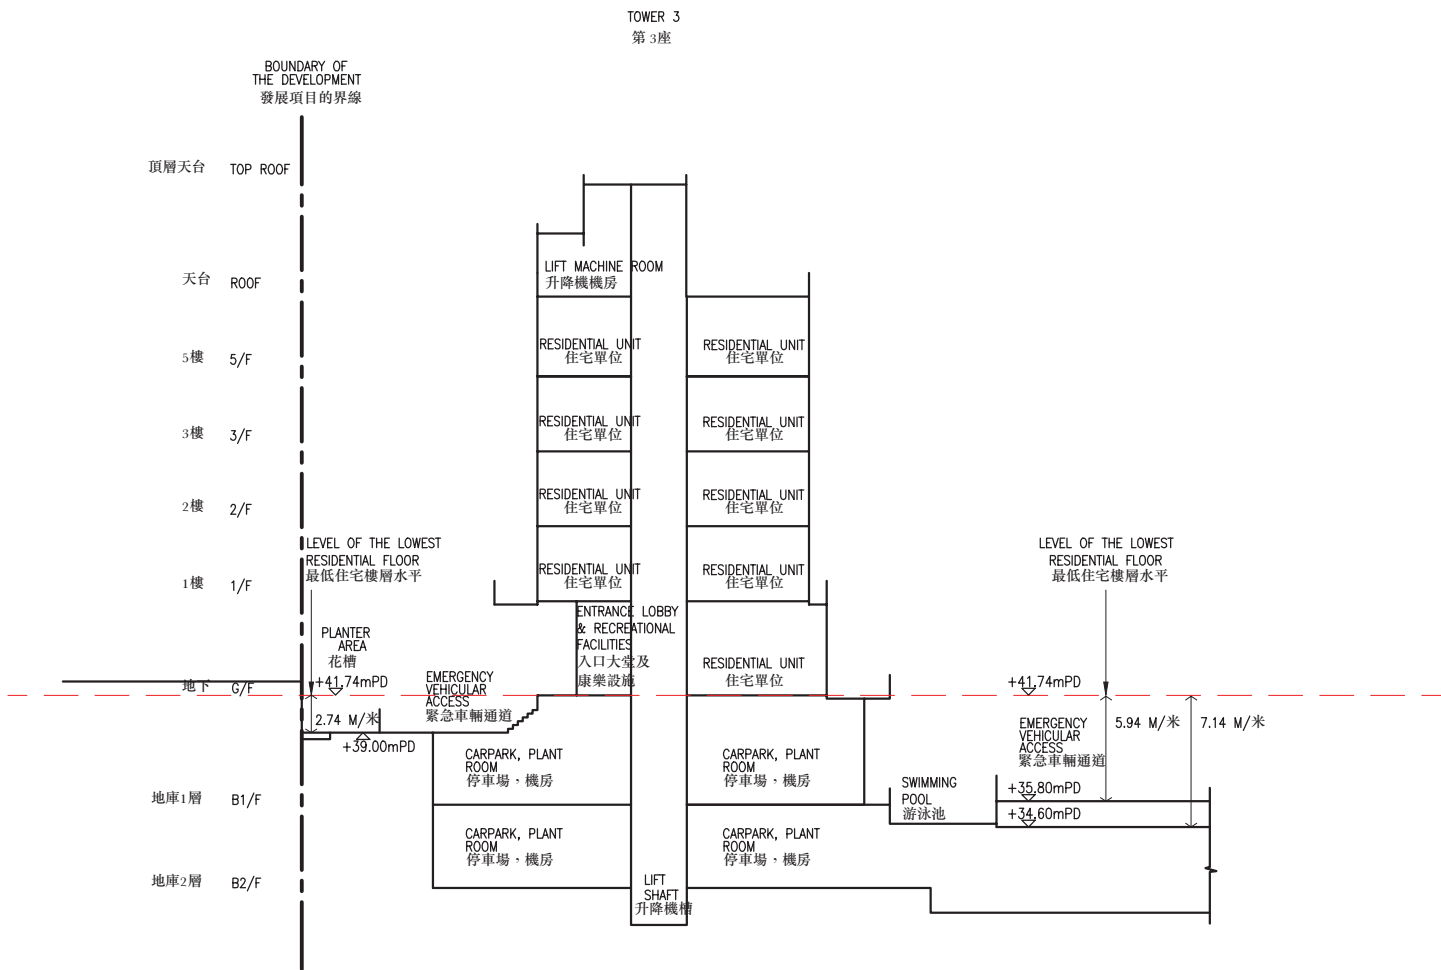 TOWER 3
第 3座
BOUNDARY OF
THE DEVELOPMENT
發展項目的界線
頂層天台 TOP ROOF
天台 ROOF
LIFT MACHINE ROOM
升降機機房
5樓 5/F
RESIDENTIAL UNIT
住宅單位
RESIDENTIAL UNIT
住宅單位
3樓 3/F
RESIDENTIAL UNIT
住宅單位
RESIDENTIAL UNIT
住宅單位
2樓 2/F
RESIDENTIAL UNIT
住宅單位
RESIDENTIAL UNIT
住宅單位
LEVEL OF THE LOWEST
RESIDENTIAL FLOOR
最低住宅樓層水平
1樓 1/F
RESIDENTIAL UNIT
住宅單位
RESIDENTIAL UNIT
住宅單位
LEVEL OF THE LOWEST
RESIDENTIAL FLOOR
最低住宅樓層水平
PLANTER
AREA
花槽
ENTRANCE LOBBY
& RECREATIONAL
FACILITIES
入口大堂及
康樂設施
RESIDENTIAL UNIT
住宅單位
地下 G/F
+41.74mPD
EMERGENCY
VEHICULAR
ACCESS
緊急車輛通道
2.74 M/米
+39.00mPD
+41.74mPD
EMERGENCY
VEHICULAR
ACCESS
緊急車輛通道
5.94 M/米
7.14 M/米
CARPARK, PLANT
ROOM
停車場，機房
CARPARK, PLANT
ROOM
停車場，機房
SWIMMING
POOL
游泳池
+35.80mPD
+34.60mPD
地庫1層 B1/F
CARPARK, PLANT
ROOM
停車場，機房
CARPARK, PLANT
ROOM
停車場，機房
地庫2層 B2/F
LIFT
SHAFT
升降機槽